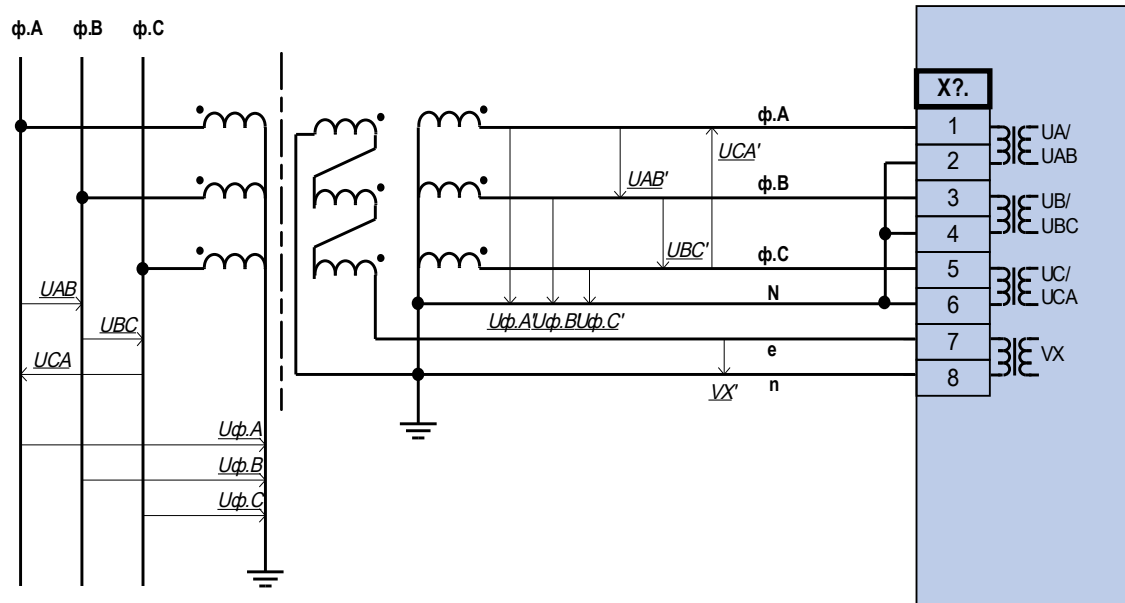 ф.А ф.В ф.С
X?.
ф.А
1
UA/
UAB
UCA'
2
UAB'
ф.В
3
UB/
UBC
4
UBC'
ф.С
5
UC/
UCA
UAB
N
6
Uф.A' Uф.B' Uф.C'
UBC
7
e
VX
UCA
8
n
VX'
Uф.A
Uф.B
Uф.C